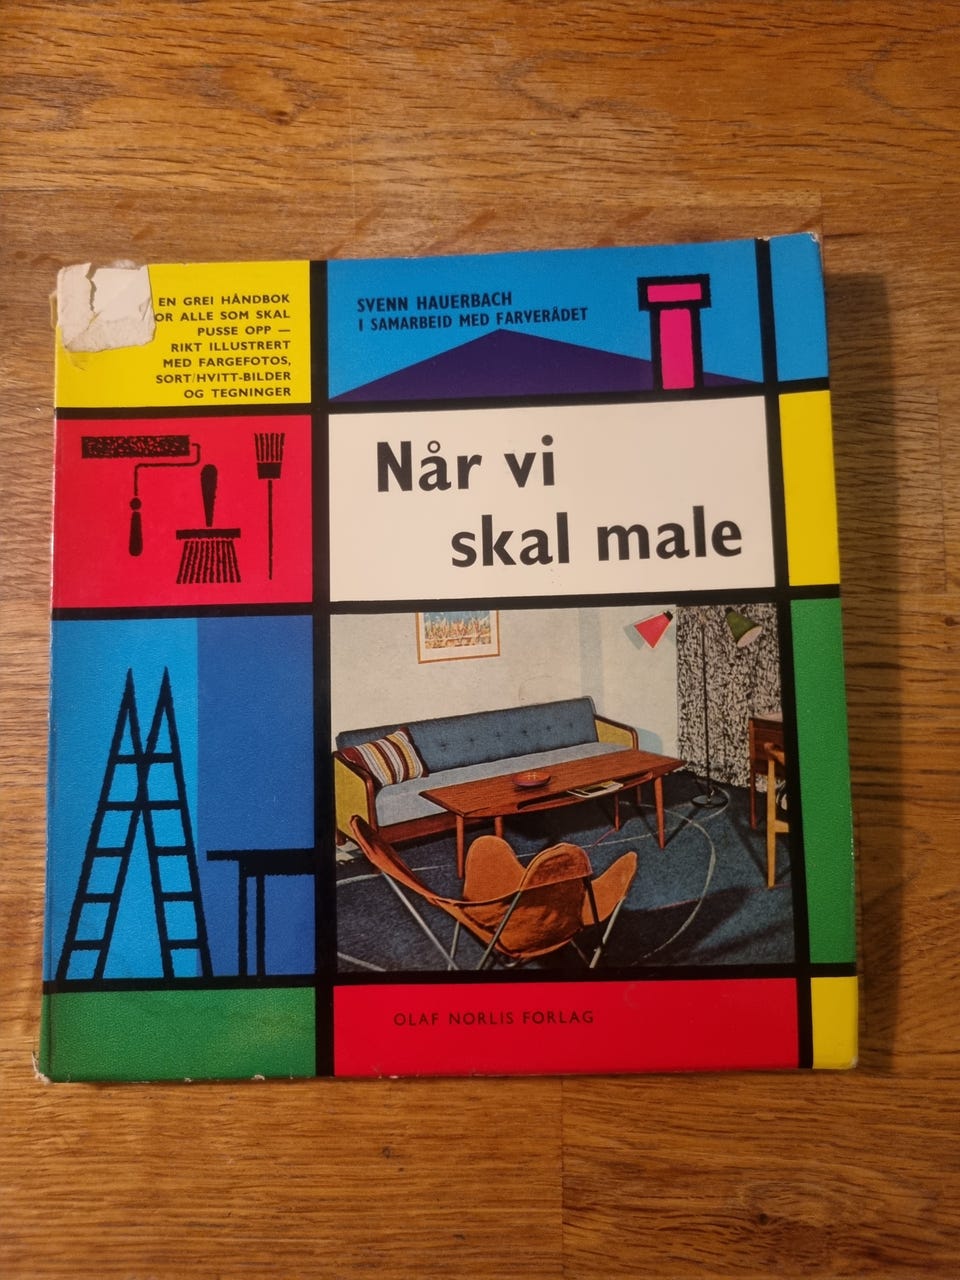 EN GREI HÅNDBOK
OR ALLE SOM SKAL
PUSSE OPP —
RIKT ILLUSTRERT
MED FARGEFOTOS,
SORT/HVITT-BILDER
OG TEGNINGER
SVENN HAUERBACH
I SAMARBEID MED FARVERÅDET
Når vi
skal male
OLAF NORLIS FORLAG